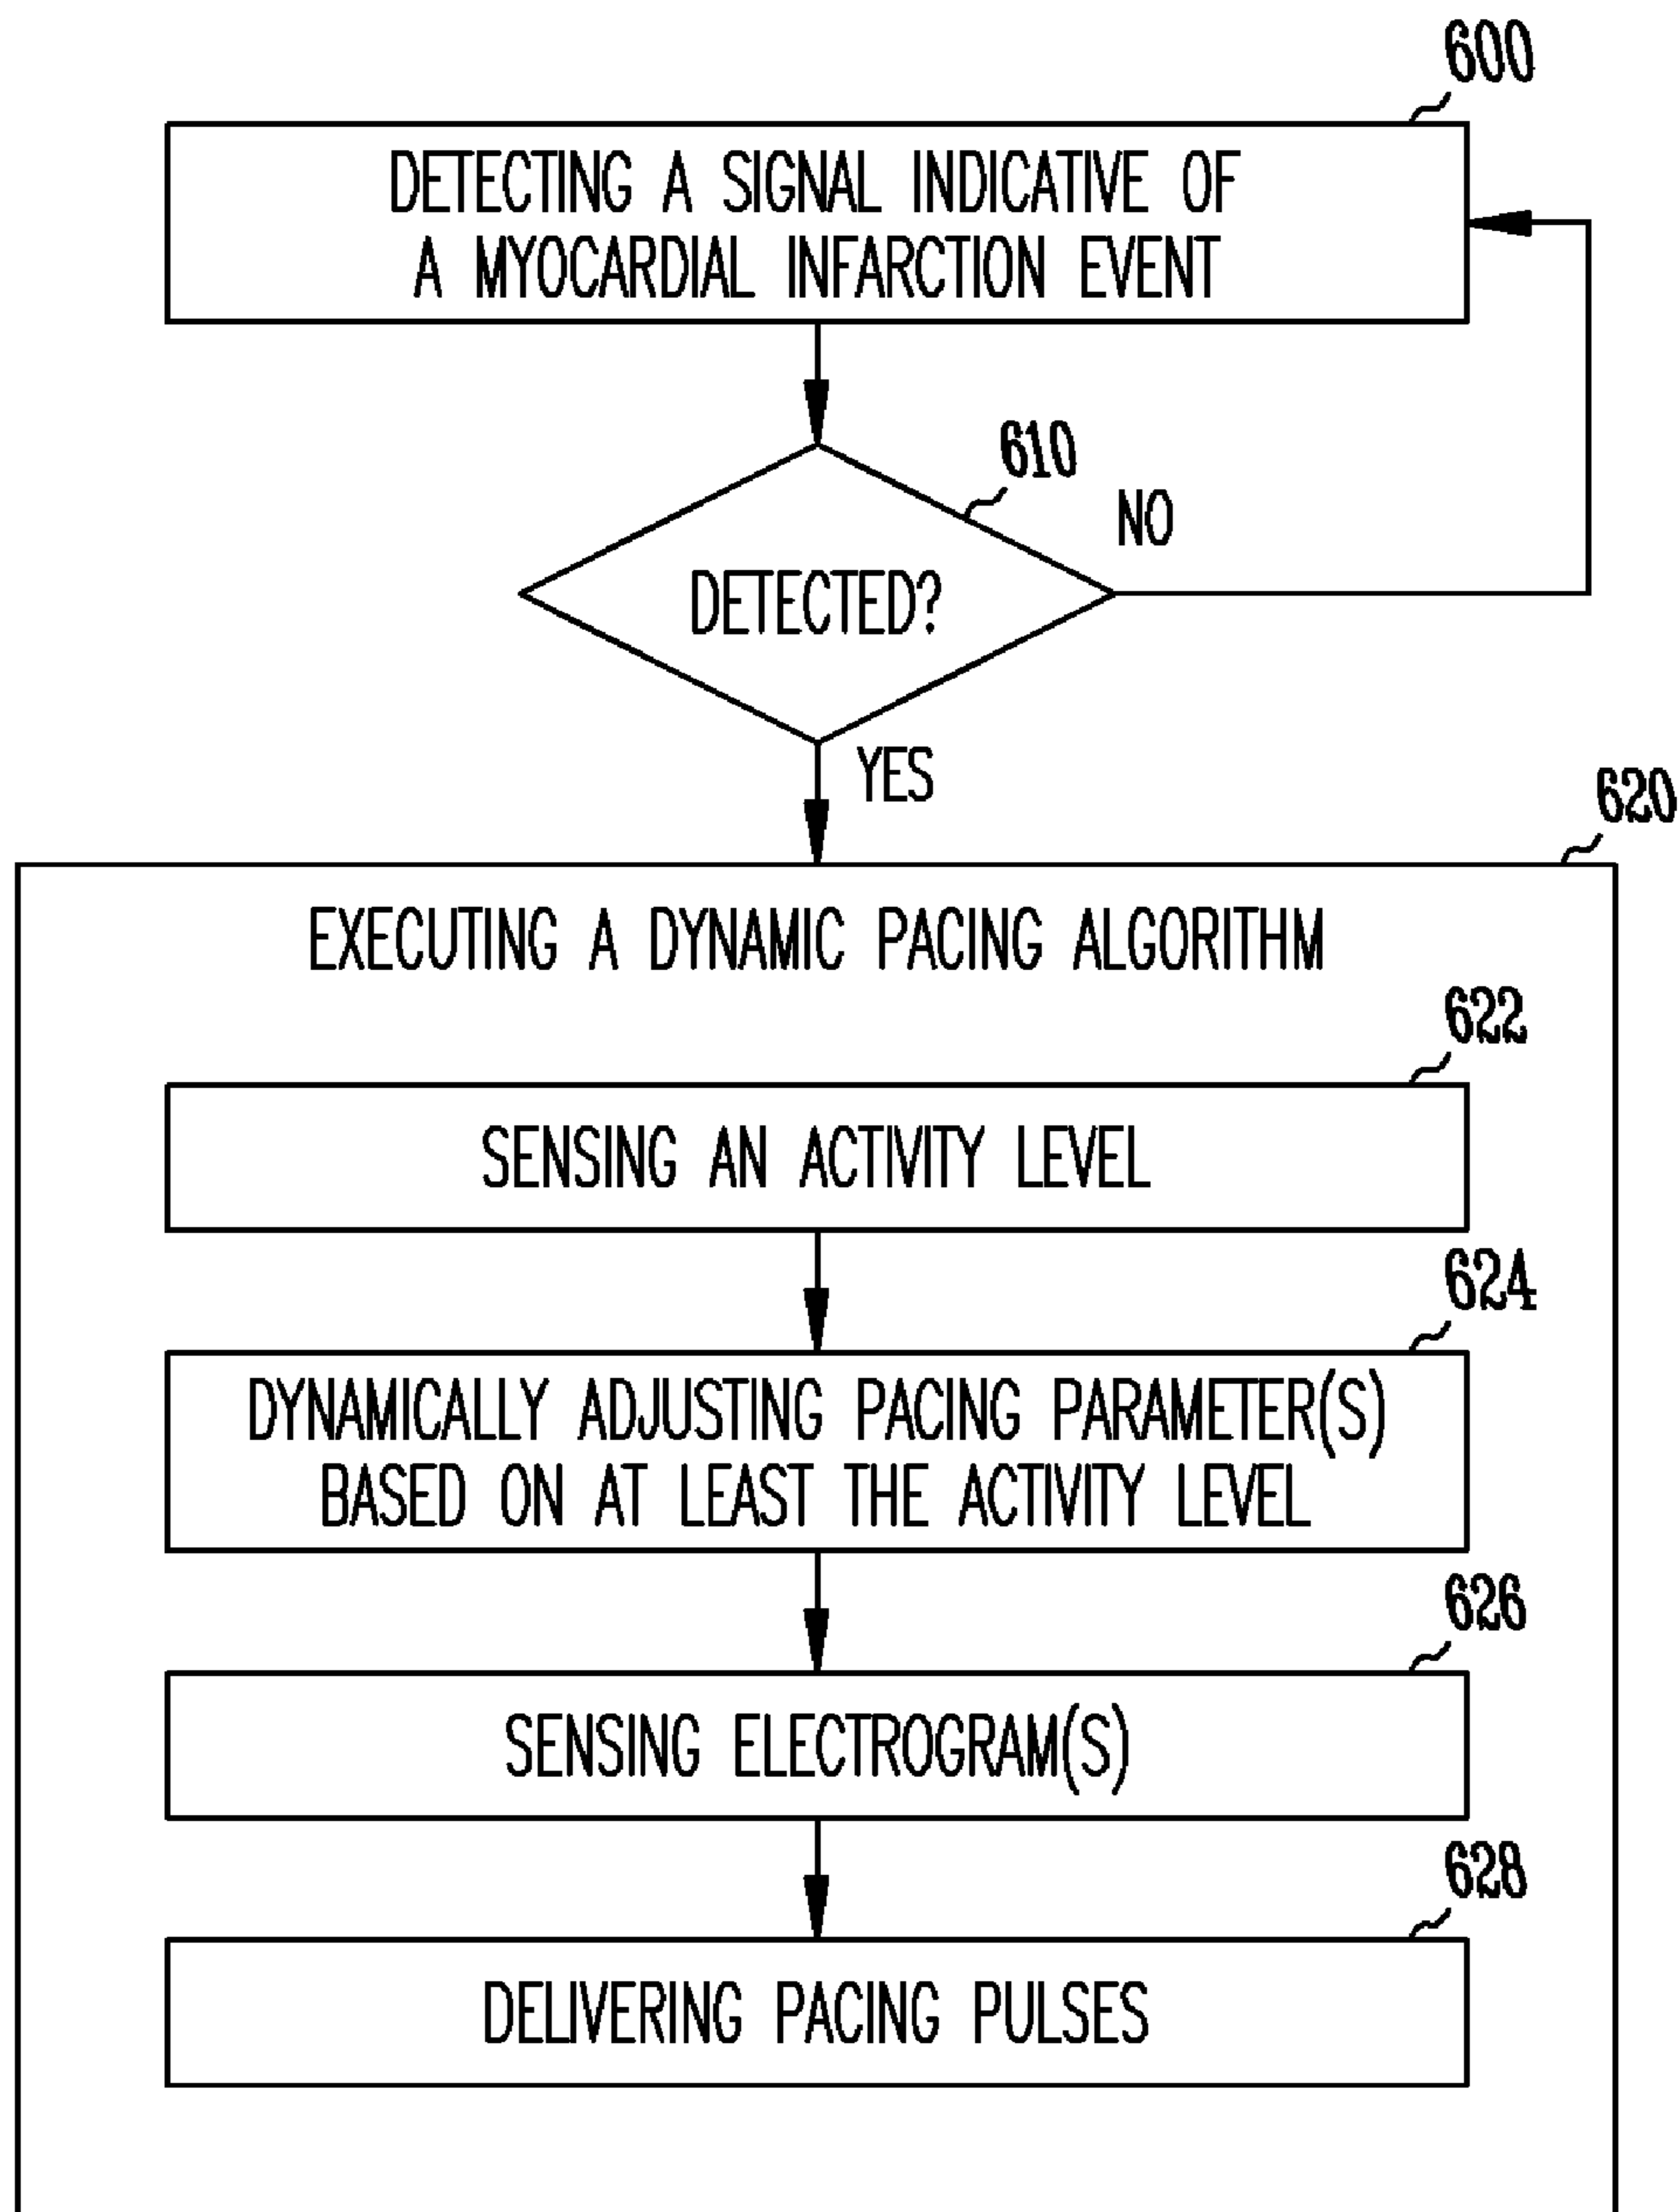 600
DETECTING A SIGNAL INDICATIVE OF
A MYOCARDIAL INFARCTION EVENT
610
NO
DETECTED?
YES
620
EXECUTING A DYNAMIC PACING ALGORITHM
622
SENSING AN ACTIVITY LEVEL
624
DYNAMICALLY ADJUSTING PACING PARAMETER(S)
BASED ON AT LEAST THE ACTIVITY LEVEL
626
SENSING ELECTROGRAM(S)
628
DELIVERING PACING PULSES